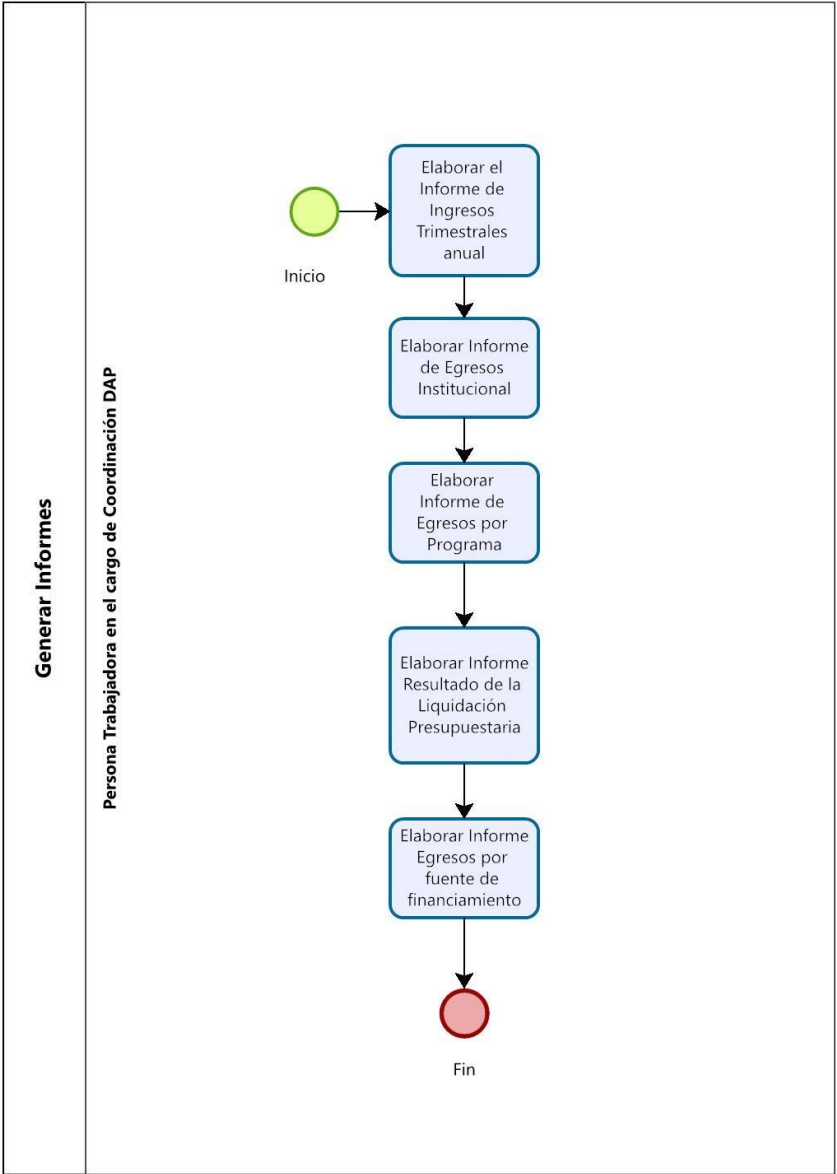 Generar Informes
Persona Trabajadora en el cargo de Coordinación DAP
Inicio
Elaborar el
Informe de
Ingresos
Trimestrales
anual
Elaborar Informe
de Egresos
Institucional
Elaborar
Informe de
Egresos por
Programa
Elaborar Informe
Resultado de la
Liquidación
Presupuestaria
Elaborar Informe
Egresos por
fuente de
financiamiento
Fin